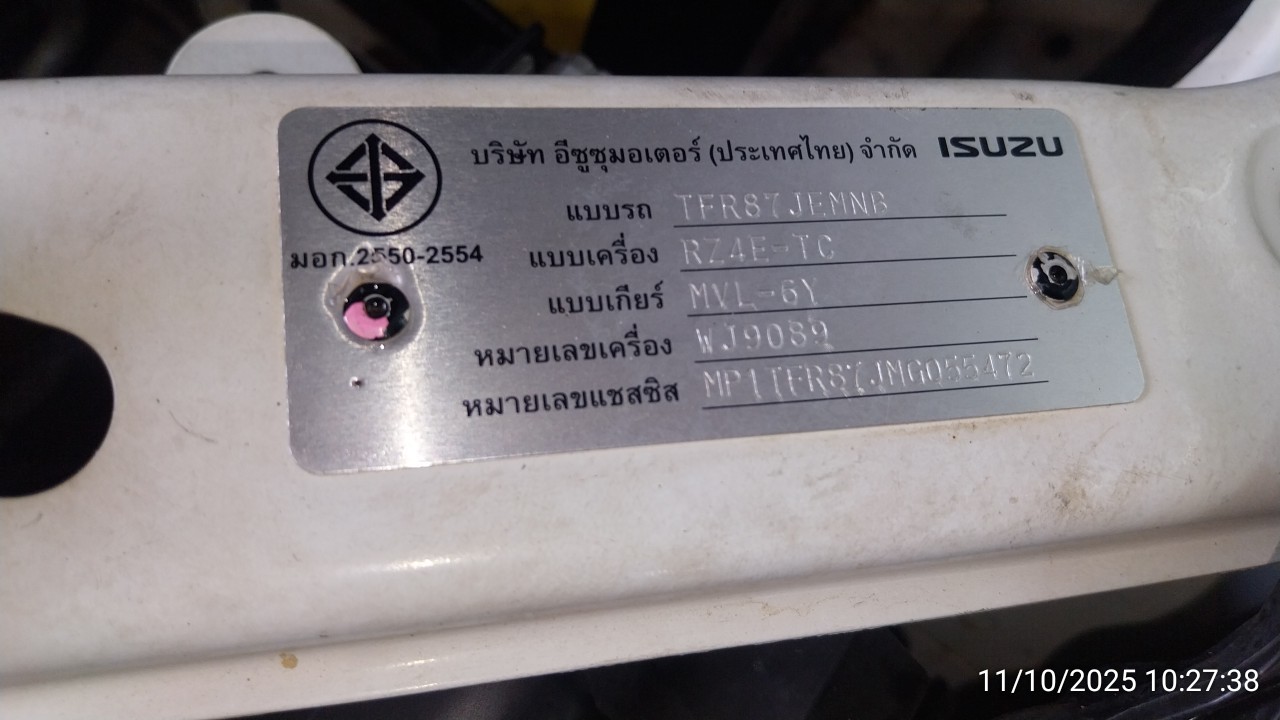 บริษัท อีซูซุมอเตอร์ (ประเทศไทย) จำกัด ISUZU
แบบรถ TFR87JEMNB
มอก.2550-2554
แบบเครื่อง RZ4E-TC
แบบเกียร์ MVL-6Y
หมายเลขเครื่อง WJ9089
หมายเลขแชสซิส MP1TFR87JMG055472
11/10/2025 10:27:38